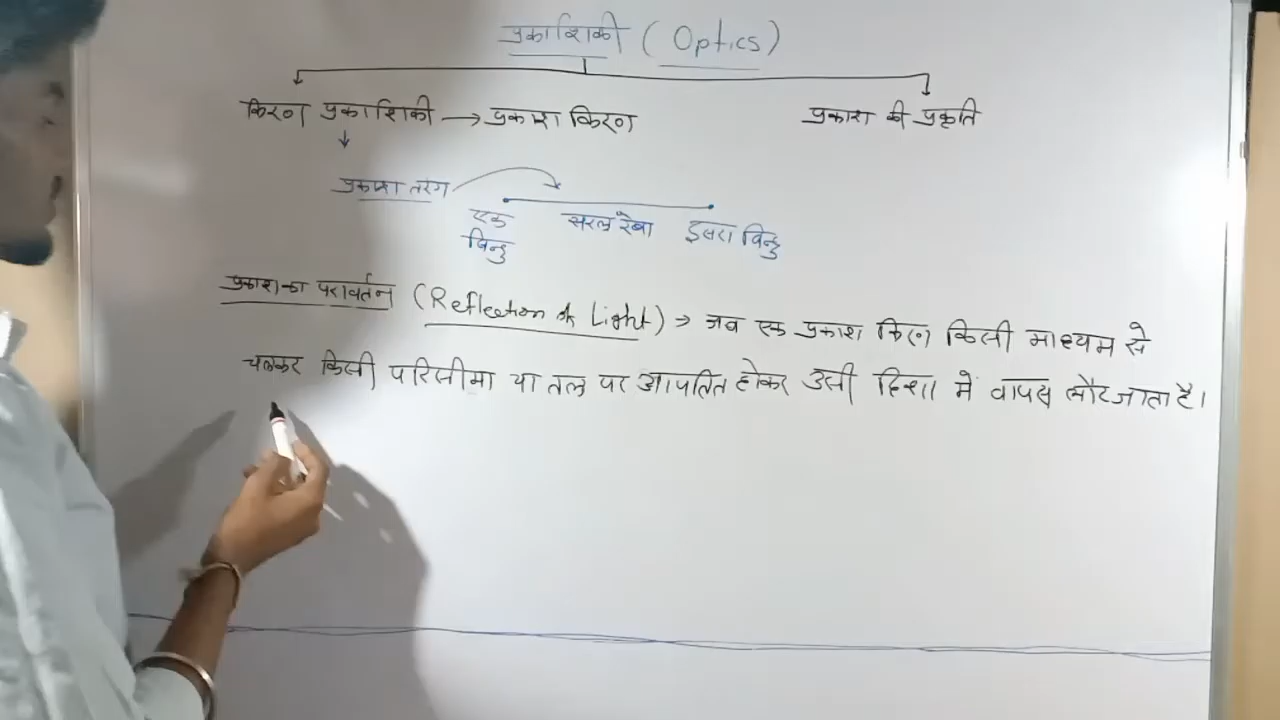 प्रकाशिकी (Optics)
किरण प्रकाशिकी → प्रकाश किरण
प्रकाश की प्रकृति
प्रकाश तरंग
एक बिन्दु
सरल रेखा
दुसरा बिन्दु
प्रकाश का परावर्तन (Reflection of Light) → जब एक प्रकाश किरण किसी माध्यम से
चलकर किसी परिसीमा या तल पर आपतित होकर उसी दिशा में वापस लौट जाता है।